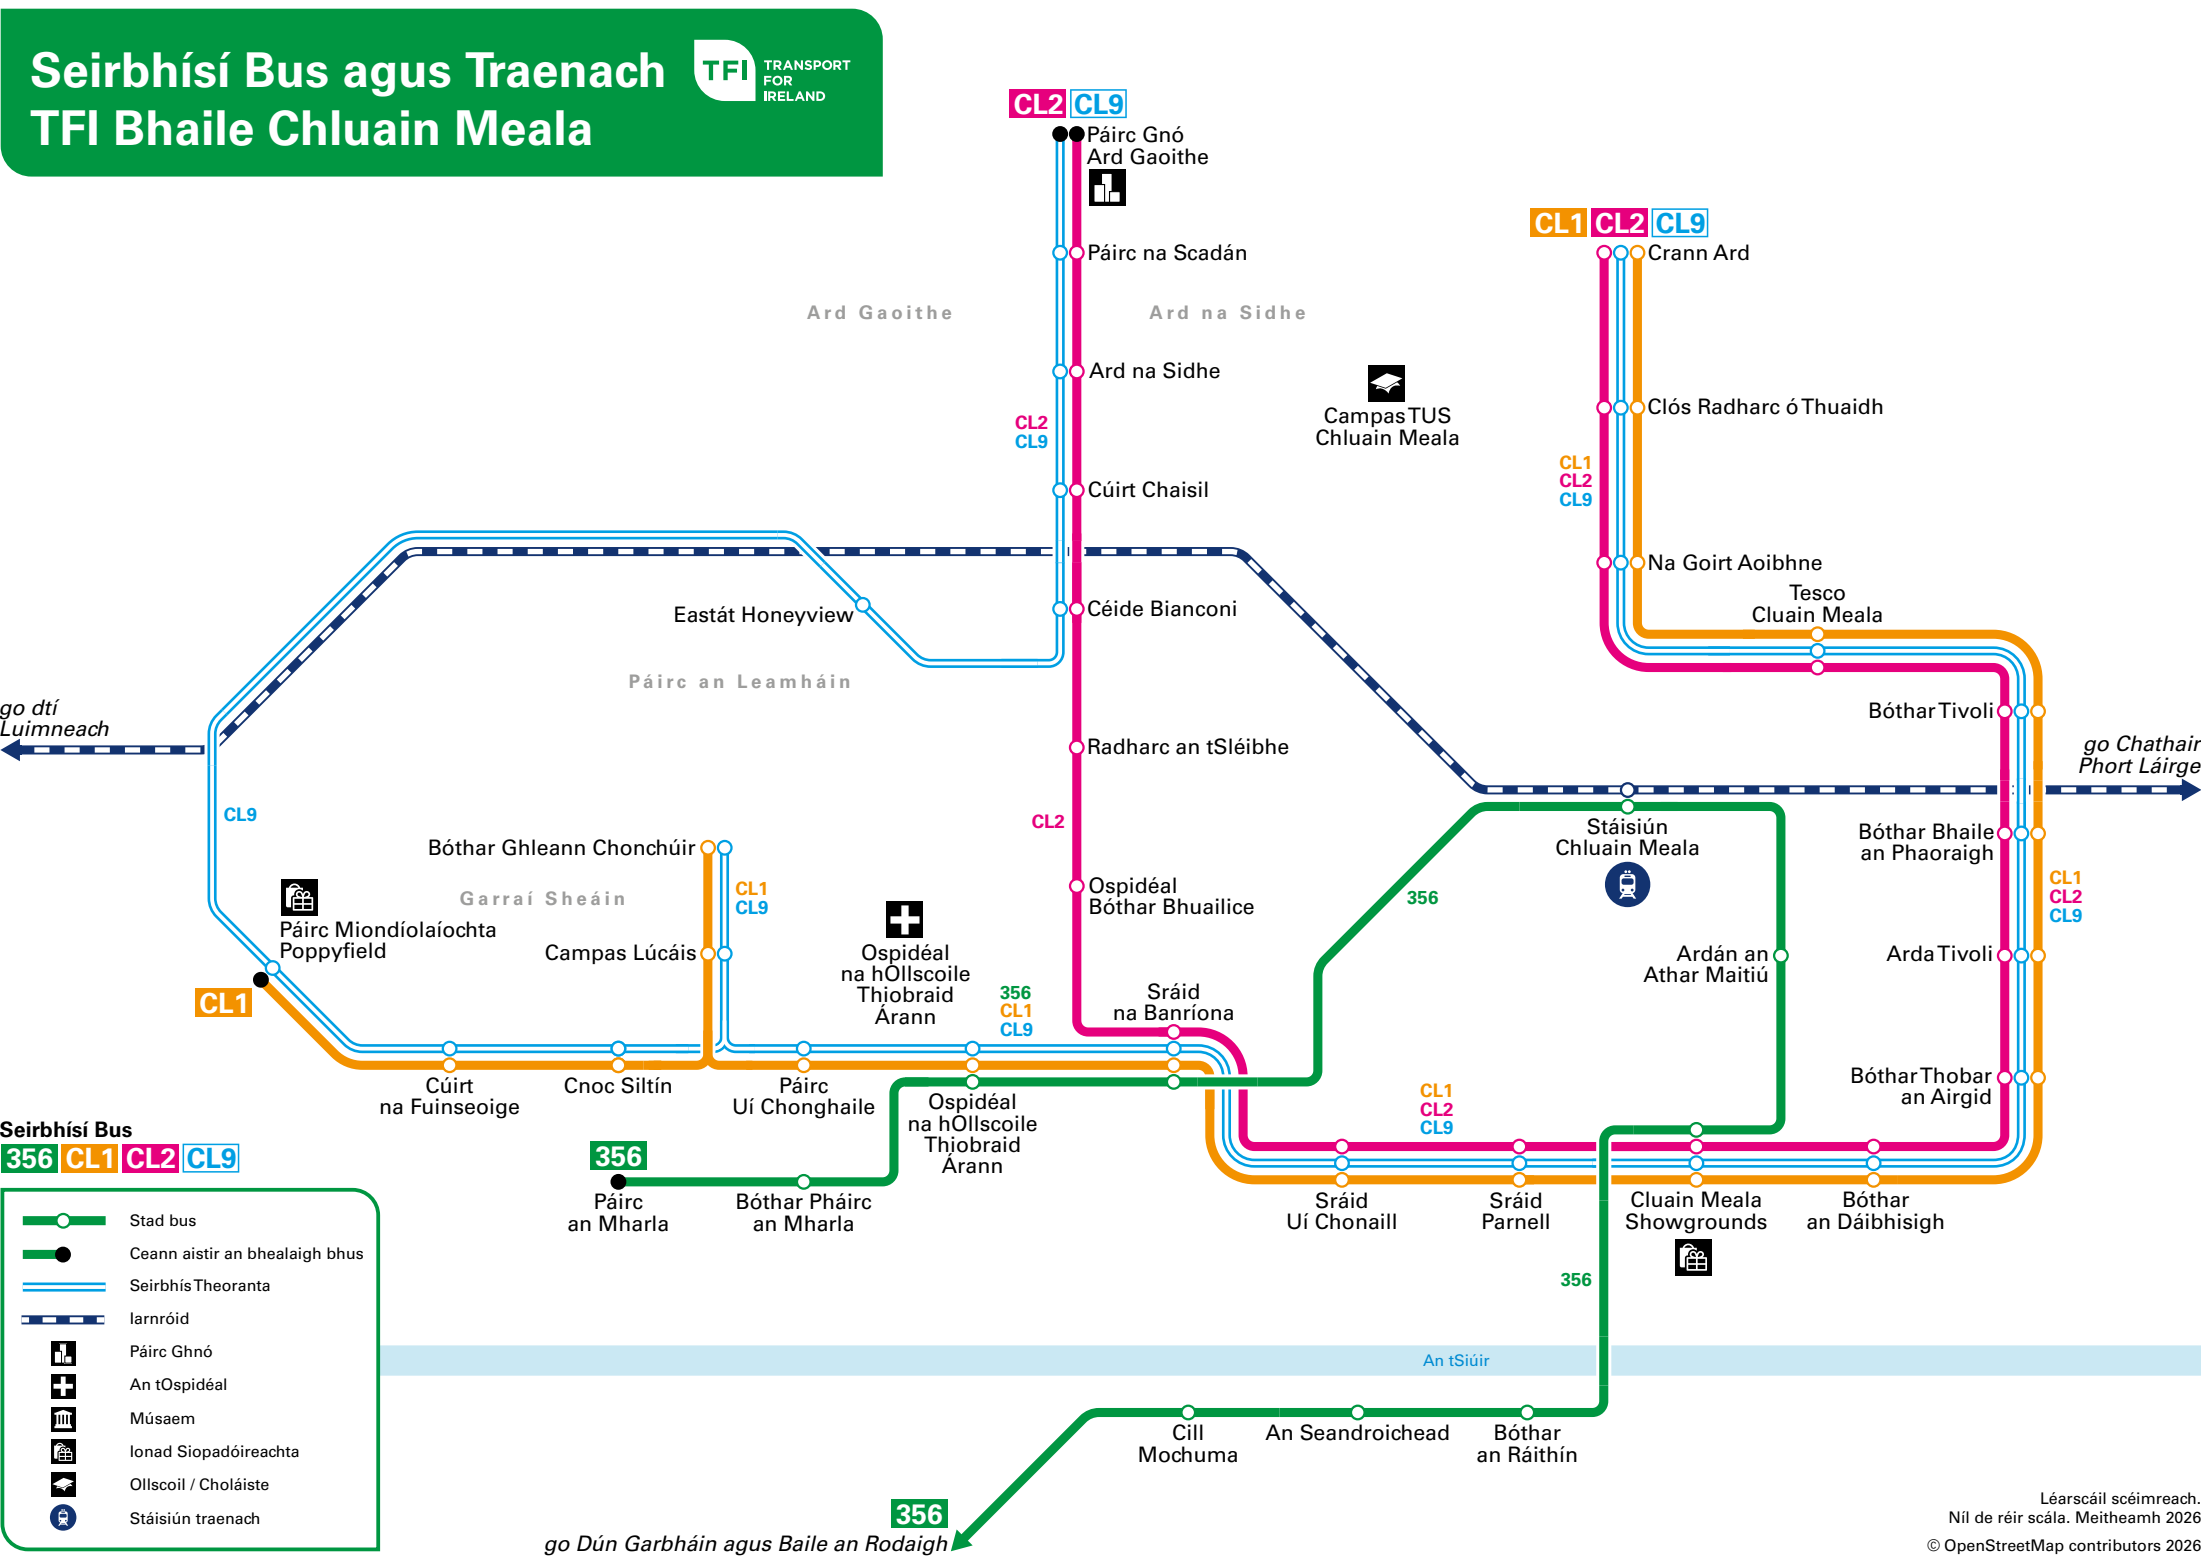 Seirbhísí Bus agus Traenach
TFI Bhaile Chluain Meala
TFI
TRANSPORT
FOR
IRELAND
CL2 CL9
Páirc Gnó
Ard Gaoithe
Páirc na Scadán
Ard Gaoithe
Ard na Sidhe
Ard na Sidhe
CL2
CL9
Cúirt Chaisil
Céide Bianconi
Radharc an tSléibhe
CL2
Ospidéal
Bóthar Bhuailice
Sráid
na Banríona
Campas TUS
Chluain Meala
CL1 CL2 CL9
Crann Ard
Clós Radharc ó Thuaidh
CL1
CL2
CL9
Na Goirt Aoibhne
Tesco
Cluain Meala
Bóthar Tivoli
go Chathair
Phort Láirge
Bóthar Bhaile
an Phaoraigh
CL1
CL2
CL9
Arda Tivoli
Bóthar Thobar
an Airgid
Eastát Honeyview
Páirc an Leamháin
go dtí
Luimneach
CL9
Bóthar Ghleann Chonchúir
Garraí Sheáin
CL1
CL9
Campas Lúcáis
Páirc Miondíolaíochta
Poppyfield
CL1
Ospidéal
na hOllscoile
Thiobraid
Árann
356
CL1
CL9
Cúirt
na Fuinseoige
Cnoc Siltín
Páirc
Uí Chonghaile
Ospidéal
na hOllscoile
Thiobraid
Árann
356
Páirc
an Mharla
Bóthar Pháirc
an Mharla
356
Stáisiún
Chluain Meala
Ardán an
Athar Maitiú
CL1
CL2
CL9
Sráid
Uí Chonaill
Sráid
Parnell
Cluain Meala
Showgrounds
Bóthar
an Dáibhisigh
356
An tSiúir
Cill
Mochuma
An Seandroichead
Bóthar
an Ráithín
356
go Dún Garbháin agus Baile an Rodaigh
Seirbhísí Bus
356 CL1 CL2 CL9
Stad bus
Ceann aistir an bhealaigh bhus
Seirbhís Theoranta
Iarnróid
Páirc Ghnó
An tOspidéal
Músaem
Ionad Siopadóireachta
Ollscoil / Choláiste
Stáisiún traenach
Léarscáil scéimreach.
Níl de réir scála. Meitheamh 2026
© OpenStreetMap contributors 2026